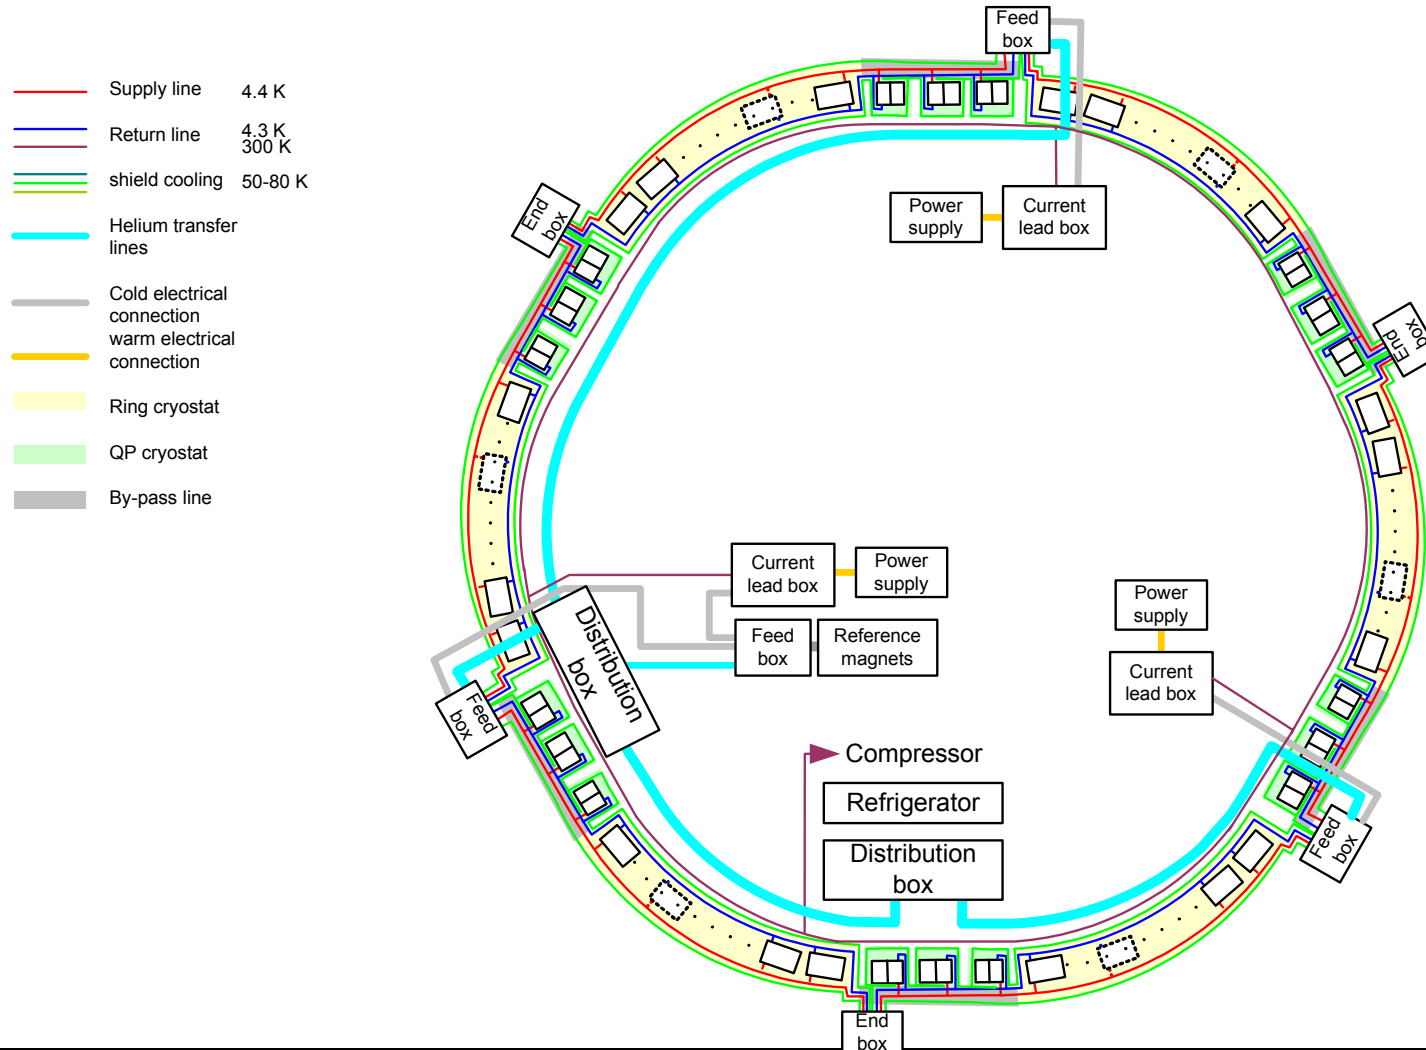 Supply line 4.4 K
Return line 4.3 K
300 K
shield cooling 50-80 K
Helium transfer
lines
Cold electrical
connection
warm electrical
connection
Ring cryostat
QP cryostat
By-pass line
Feed
box
Power
supply
Current
lead box
End
box
End
box
Current
lead box
Power
supply
Feed
box
Reference
magnets
Distribution
box
Feed
box
Power
supply
Current
lead box
Feed
box
Compressor
Refrigerator
Distribution
box
End
box